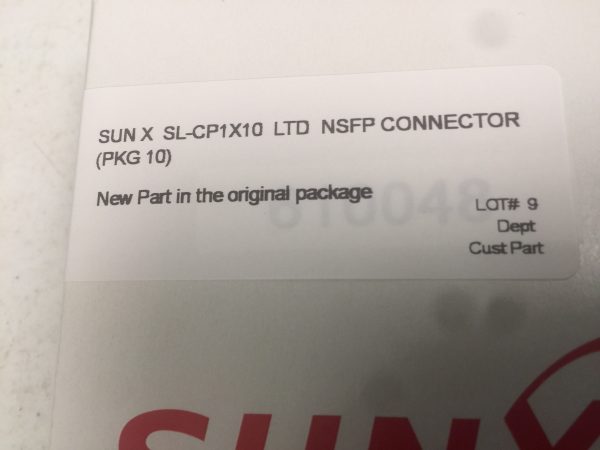 SUN X SL-CP1X10 LTD NSFP CONNECTOR
(PKG 10)
New Part in the original package
LOT# 9
Dept
Cust Part
SUNX